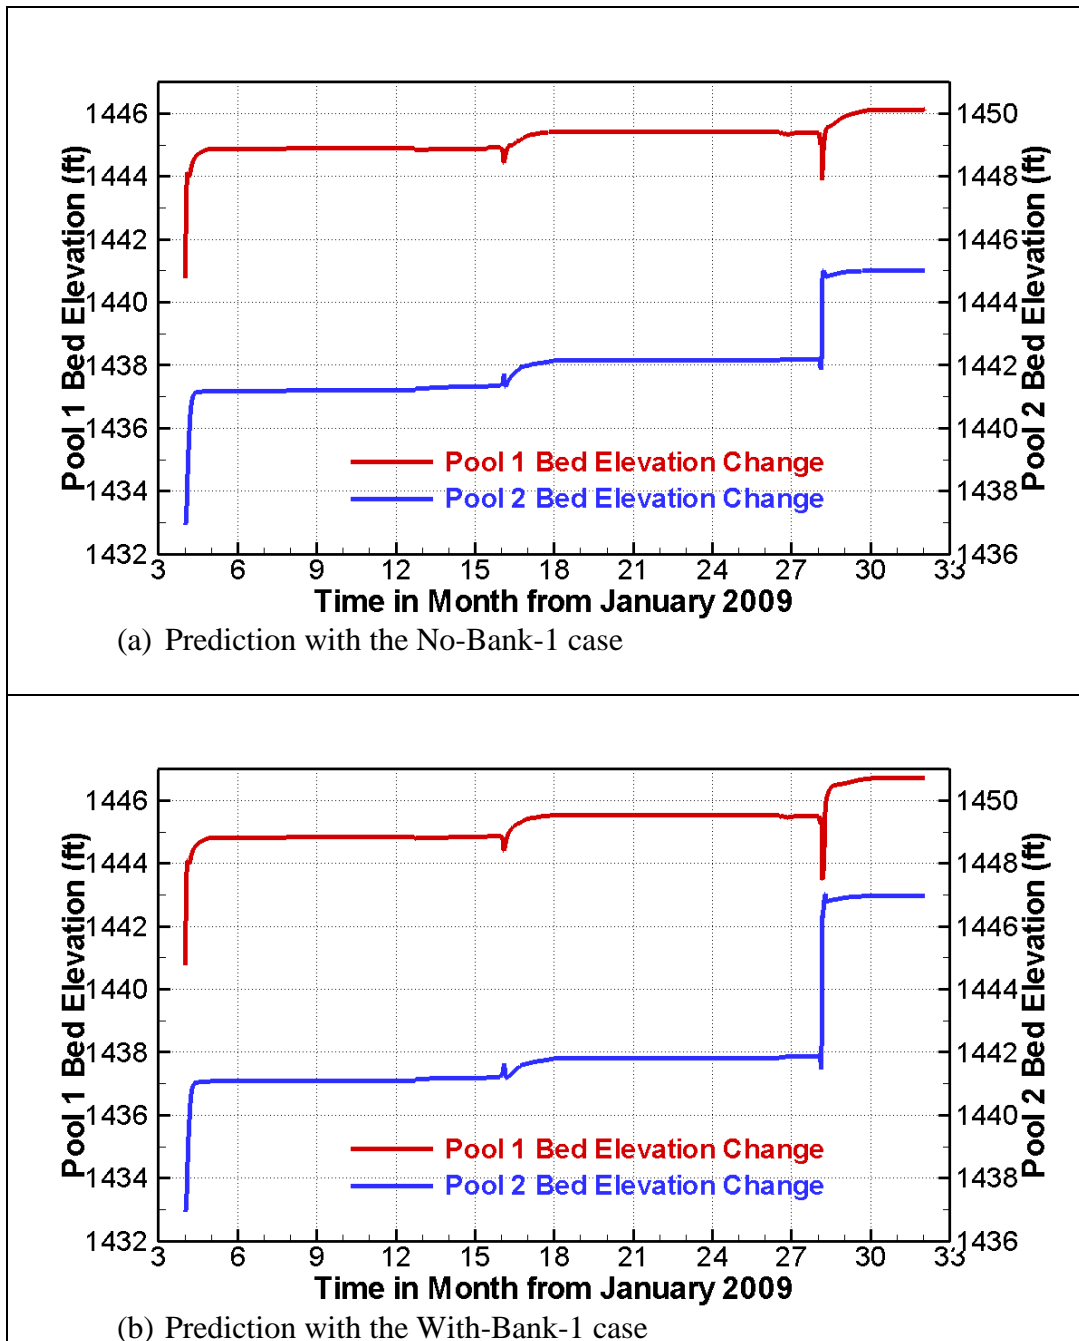 1446
1444
1442
1440
1438
1436
1434
1432
Pool 1 Bed Elevation (ft)
1450
1448
1446
1444
1442
1440
1438
1436
Pool 2 Bed Elevation (ft)
Pool 1 Bed Elevation Change
Pool 2 Bed Elevation Change
3 6 9 12 15 18 21 24 27 30 33
Time in Month from January 2009
(a) Prediction with the No-Bank-1 case
1446
1444
1442
1440
1438
1436
1434
1432
Pool 1 Bed Elevation (ft)
1450
1448
1446
1444
1442
1440
1438
1436
Pool 2 Bed Elevation (ft)
Pool 1 Bed Elevation Change
Pool 2 Bed Elevation Change
3 6 9 12 15 18 21 24 27 30 33
Time in Month from January 2009
(b) Prediction with the With-Bank-1 case